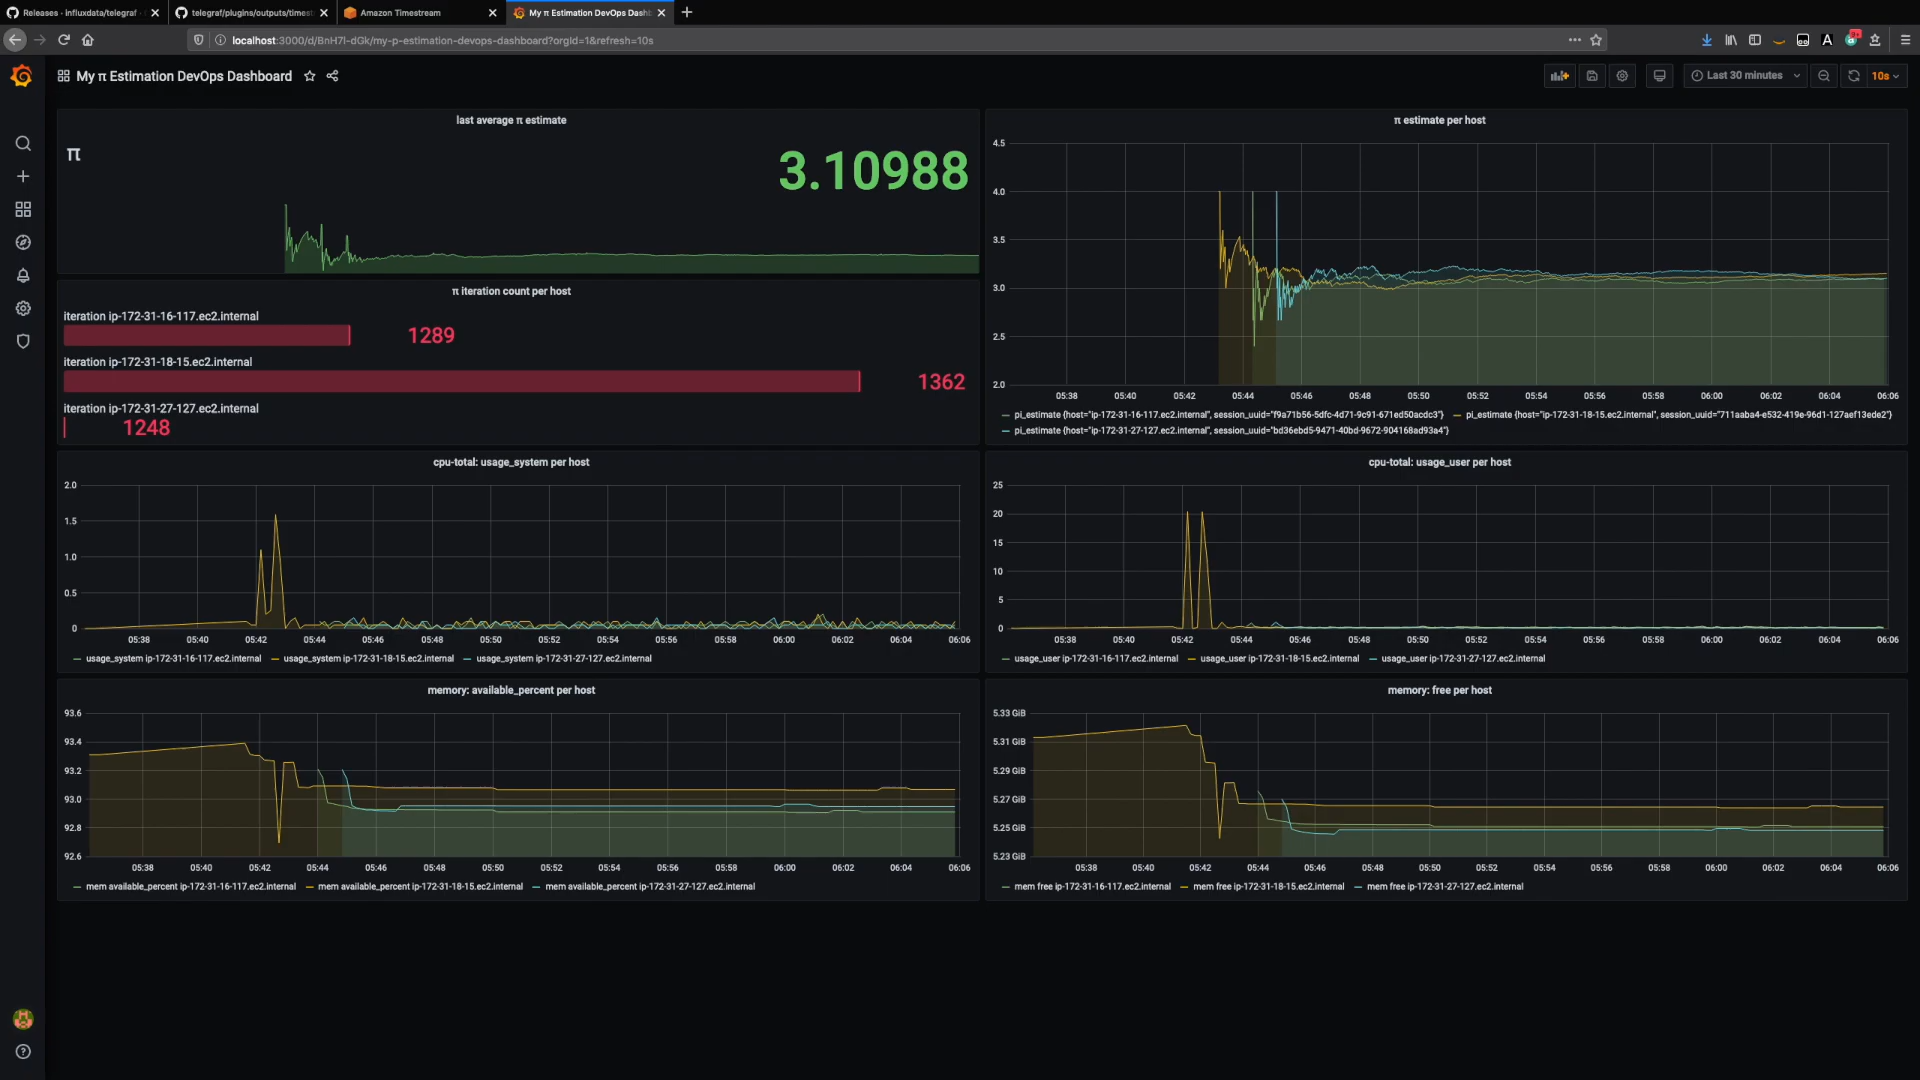 Releases · influxdata/telegraf ·
telegraf/plugins/outputs/timest
Amazon Timestream
My π Estimation DevOps Dashb
localhost:3000/d/BnH7I-dGk/my-p-estimation-devops-dashboard?orgId=1&refresh=10s
My π Estimation DevOps Dashboard
Last 30 minutes
10s
last average π estimate
π
3.10988
π iteration count per host
iteration ip-172-31-16-117.ec2.internal
1289
iteration ip-172-31-18-15.ec2.internal
1362
iteration ip-172-31-27-127.ec2.internal
1248
π estimate per host
4.5
4.0
3.5
3.0
2.5
2.0
05:38 05:40 05:42 05:44 05:46 05:48 05:50 05:52 05:54 05:56 05:58 06:00 06:02 06:04 06:06
pi_estimate {host="ip-172-31-16-117.ec2.internal", session_uuid="f9a71b56-5dfc-4d71-9c91-671ed50acdc3"} pi_estimate {host="ip-172-31-18-15.ec2.internal", session_uuid="711aaba4-e532-419e-96d1-127aef13ede2"}
pi_estimate {host="ip-172-31-27-127.ec2.internal", session_uuid="bd36ebd5-9471-40bd-9672-904168ad93a4"}
cpu-total: usage_system per host
2.0
1.5
1.0
0.5
0
05:38 05:40 05:42 05:44 05:46 05:48 05:50 05:52 05:54 05:56 05:58 06:00 06:02 06:04 06:06
usage_system ip-172-31-16-117.ec2.internal usage_system ip-172-31-18-15.ec2.internal usage_system ip-172-31-27-127.ec2.internal
cpu-total: usage_user per host
25
20
15
10
5
0
05:38 05:40 05:42 05:44 05:46 05:48 05:50 05:52 05:54 05:56 05:58 06:00 06:02 06:04 06:06
usage_user ip-172-31-16-117.ec2.internal usage_user ip-172-31-18-15.ec2.internal usage_user ip-172-31-27-127.ec2.internal
memory: available_percent per host
93.6
93.4
93.2
93.0
92.8
92.6
05:38 05:40 05:42 05:44 05:46 05:48 05:50 05:52 05:54 05:56 05:58 06:00 06:02 06:04 06:06
mem available_percent ip-172-31-16-117.ec2.internal mem available_percent ip-172-31-18-15.ec2.internal mem available_percent ip-172-31-27-127.ec2.internal
memory: free per host
5.33 GiB
5.31 GiB
5.29 GiB
5.27 GiB
5.25 GiB
5.23 GiB
05:38 05:40 05:42 05:44 05:46 05:48 05:50 05:52 05:54 05:56 05:58 06:00 06:02 06:04 06:06
mem free ip-172-31-16-117.ec2.internal mem free ip-172-31-18-15.ec2.internal mem free ip-172-31-27-127.ec2.internal